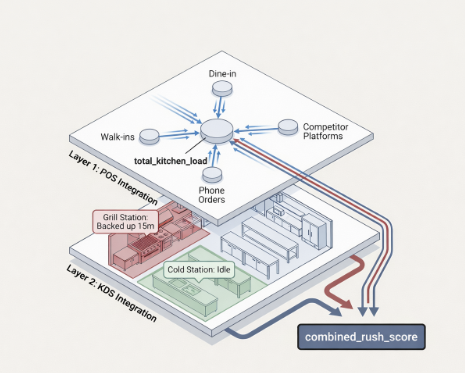 Dine-in
Walk-ins
Competitor
Platforms
total_kitchen_load
Phone
Orders
Layer 1: POS Integration
Grill Station:
Backed up 15m
Cold Station: Idle
Layer 2: KDS Integration
combined_rush_score